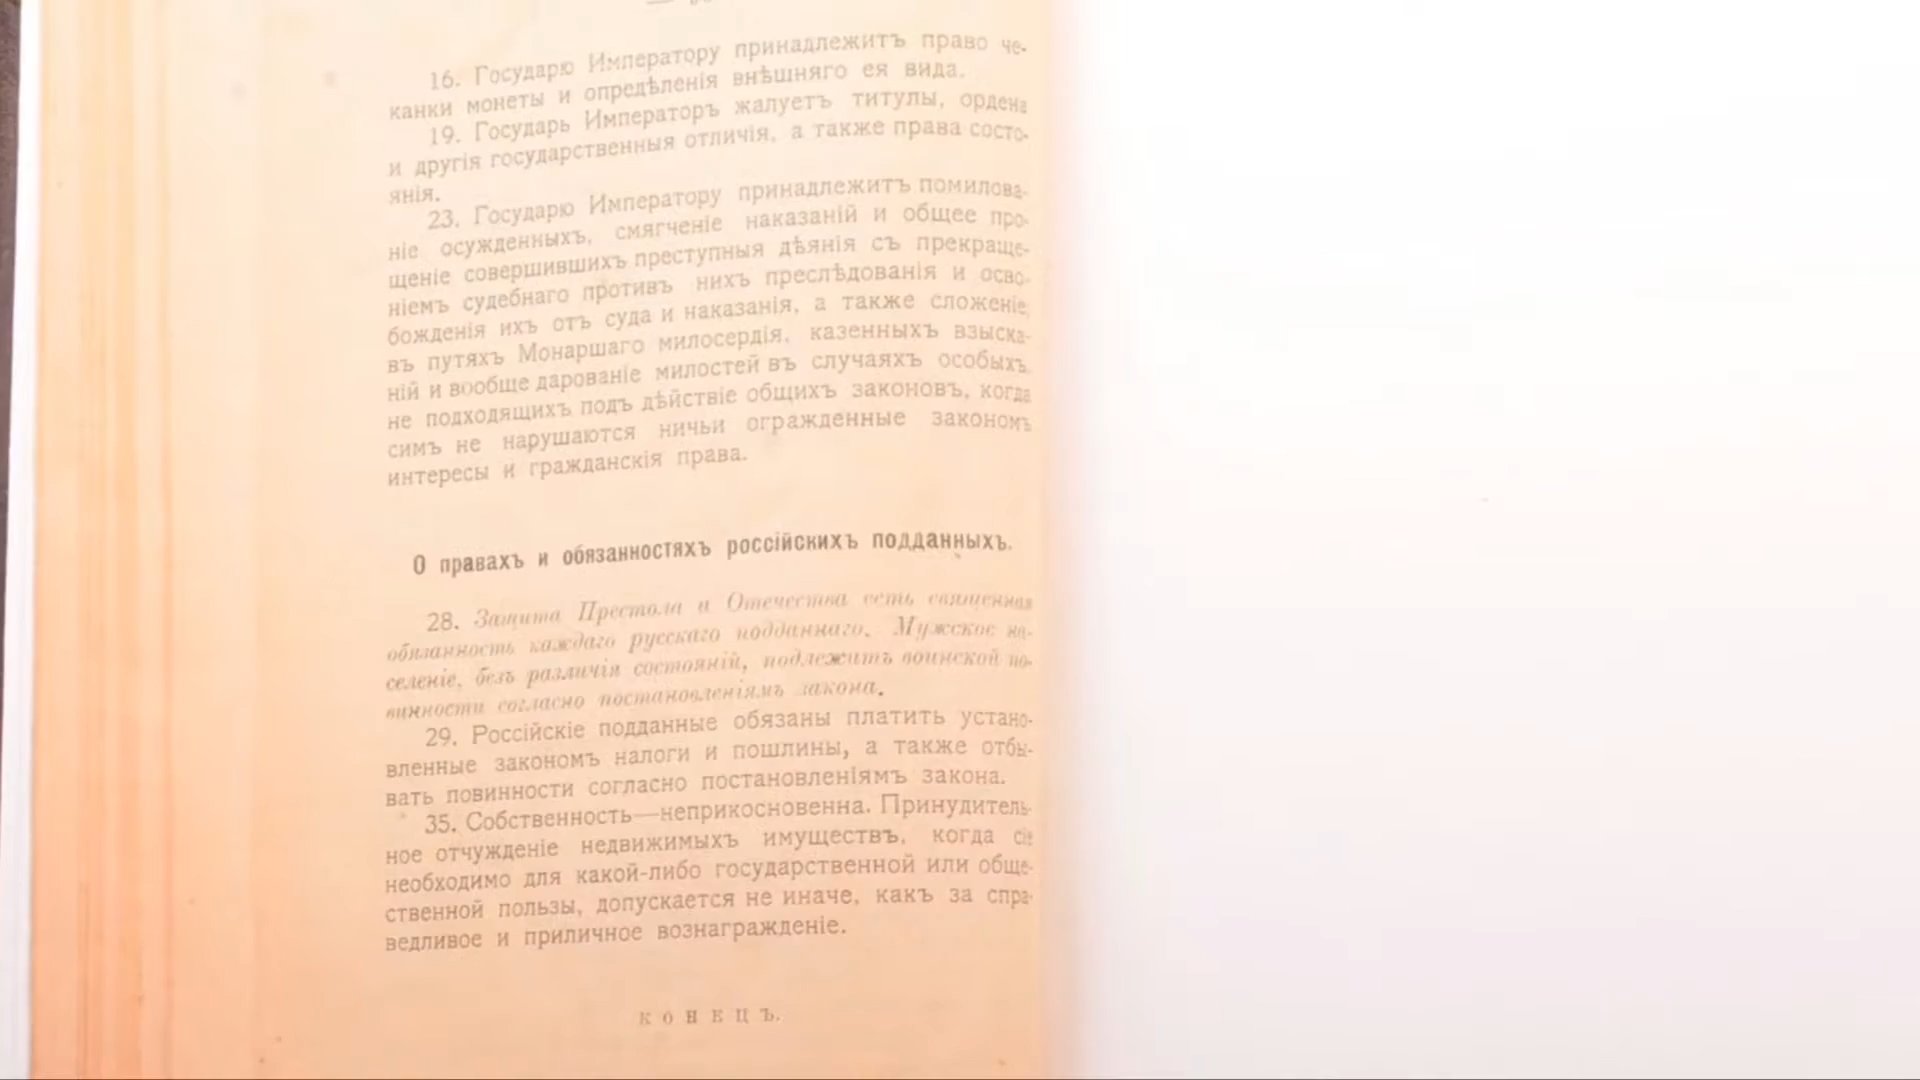 16. Государю Императору принадлежитъ право че-
канки монеты и опредѣленія внѣшняго ея вида.
19. Государь Императоръ жалуетъ титулы, ордена
и другія государственныя отличія, а также права состо-
янія.
23. Государю Императору принадлежитъ помилова-
ніе осужденныхъ, смягченіе наказаній и общее про-
щеніе совершившихъ преступныя дѣянія съ прекраще-
ніемъ судебнаго противъ нихъ преслѣдованія и осво-
божденія ихъ отъ суда и наказанія, а также сложеніе,
въ путяхъ Монаршаго милосердія, казенныхъ взыска-
ній и вообще дарованіе милостей въ случаяхъ особыхъ,
не подходящихъ подъ дѣйствіе общихъ законовъ, когда
симъ не нарушаются ничьи огражденные закономъ
интересы и гражданскія права.
О правахъ и обязанностяхъ россійскихъ подданныхъ.
28. Защита Престола и Отечества есть священная
обязанность каждаго русскаго подданнаго. Мужское на-
селеніе, безъ различія состояній, подлежитъ воинской по-
винности согласно постановленіямъ закона.
29. Россійскіе подданные обязаны платить устано-
вленные закономъ налоги и пошлины, а также отбы-
вать повинности согласно постановленіямъ закона.
35. Собственность—неприкосновенна. Принудитель-
ное отчужденіе недвижимыхъ имуществъ, когда сіе
необходимо для какой-либо государственной или обще-
ственной пользы, допускается не иначе, какъ за спра-
ведливое и приличное вознагражденіе.
КОНЕЦЪ.